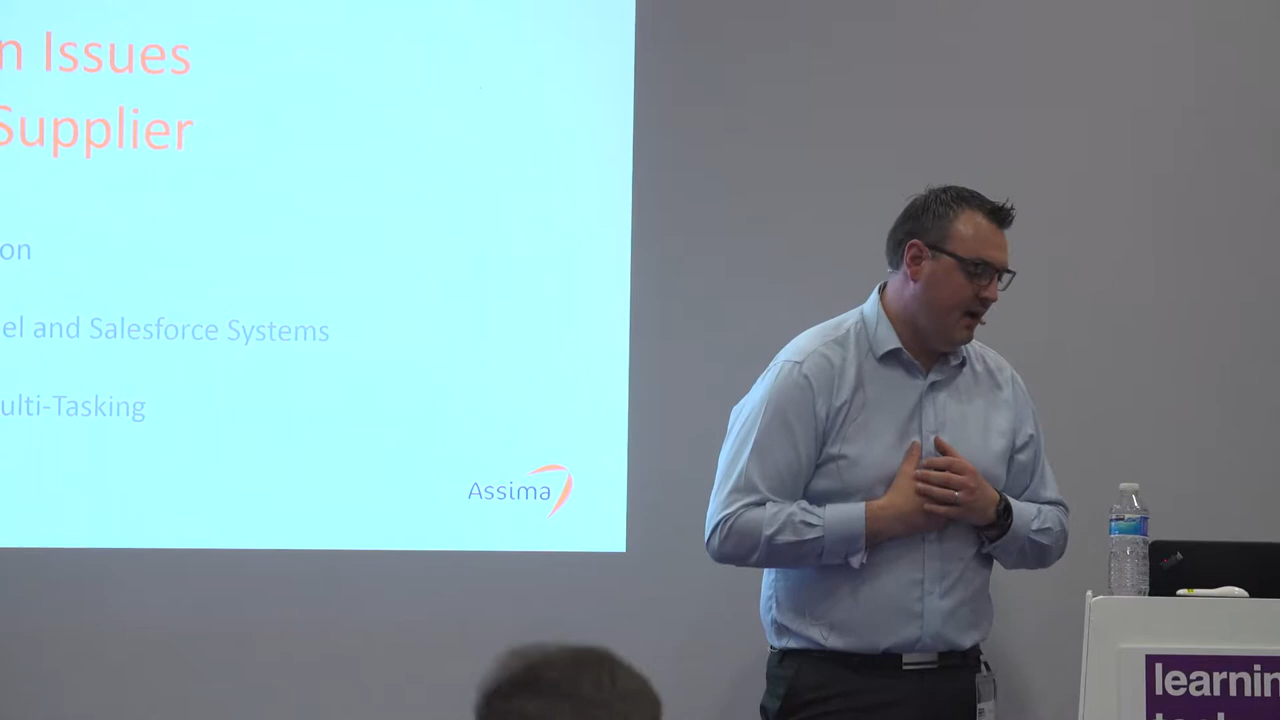 n Issues
Supplier
on
el and Salesforce Systems
ulti-Tasking
Assima
learnin